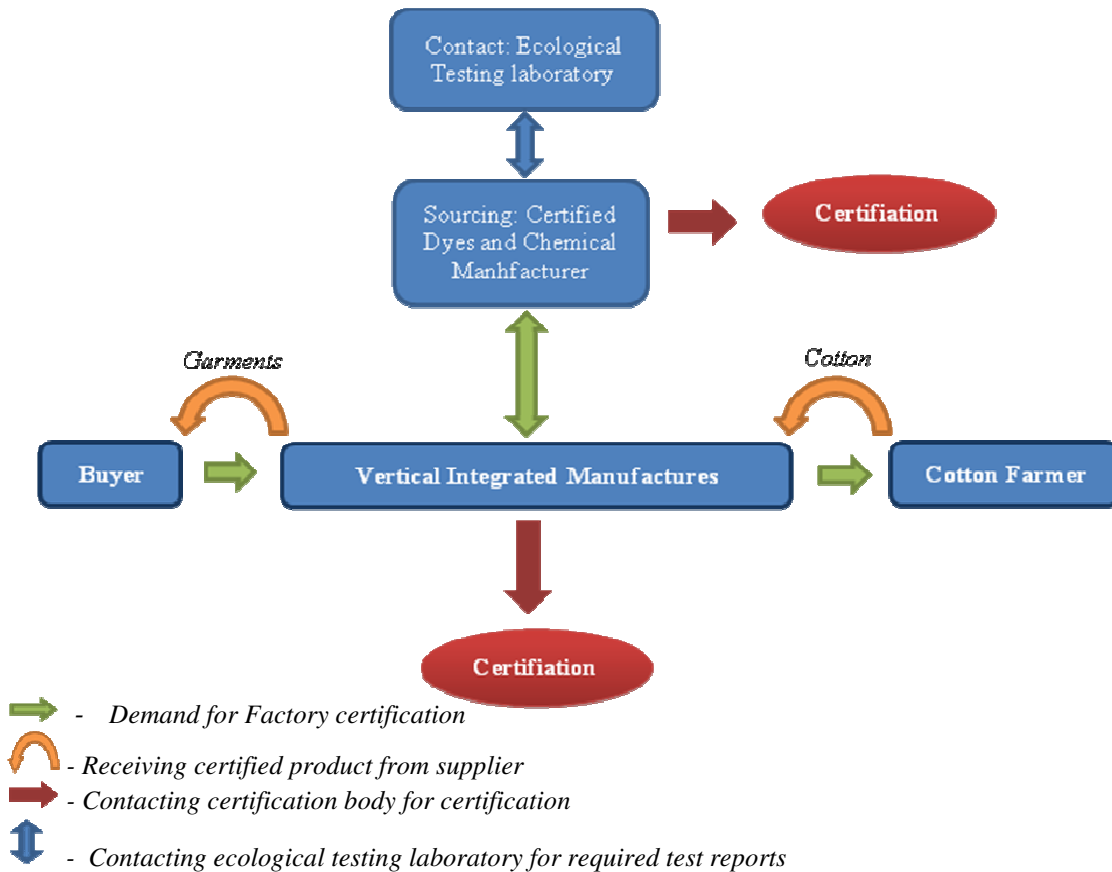 Contact: Ecological
Testing laboratory
Sourcing: Certified
Dyes and Chemical
Manhfacturer
Certifiation
Garments
Cotton
Buyer
Vertical Integrated Manufactures
Cotton Farmer
Certifiation
- Demand for Factory certification
- Receiving certified product from supplier
- Contacting certification body for certification
- Contacting ecological testing laboratory for required test reports